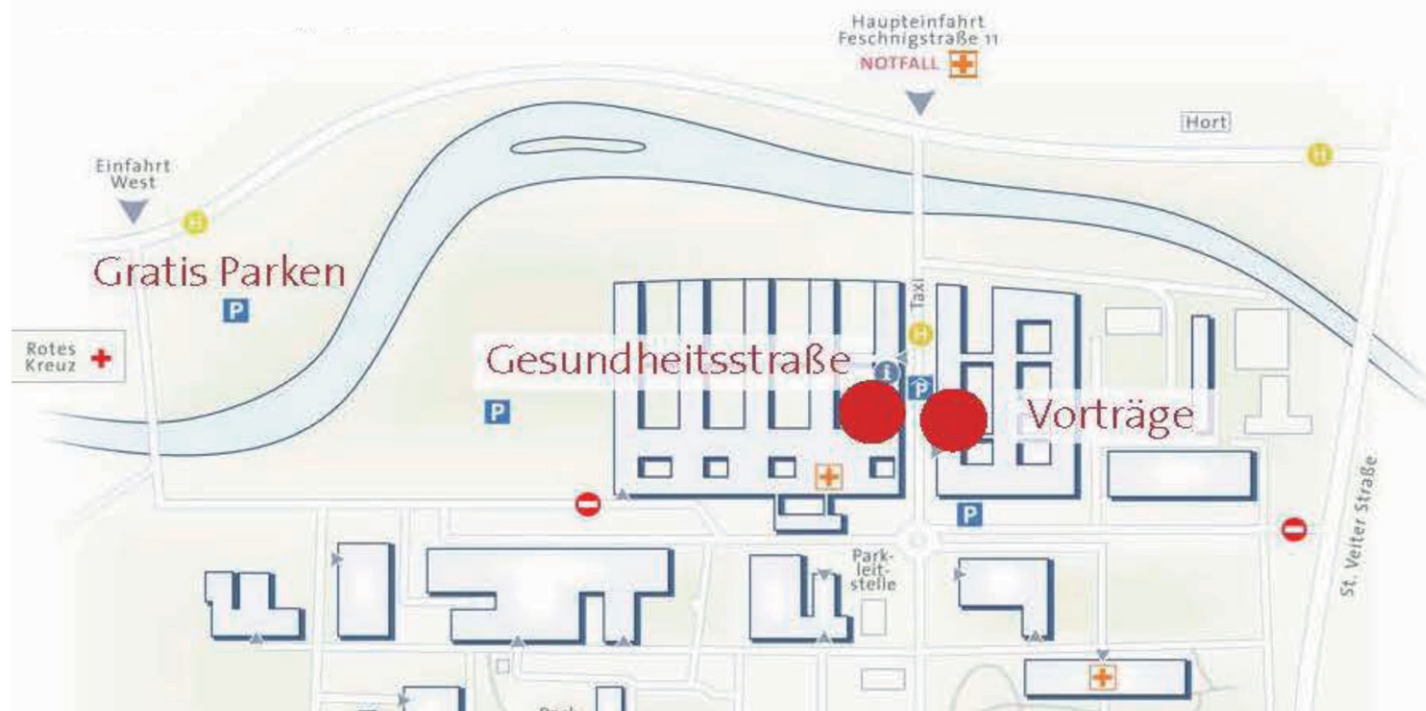 Haupteinfahrt
Feschnigstraße 11
NOTFALL
Hort
H
Einfahrt
West
H
Gratis Parken
P
Taxi
Rotes
Kreuz
H
Gesundheitsstraße
i
P
P
Vorträge
P
St. Veiter Straße
Park-
leit-
stelle